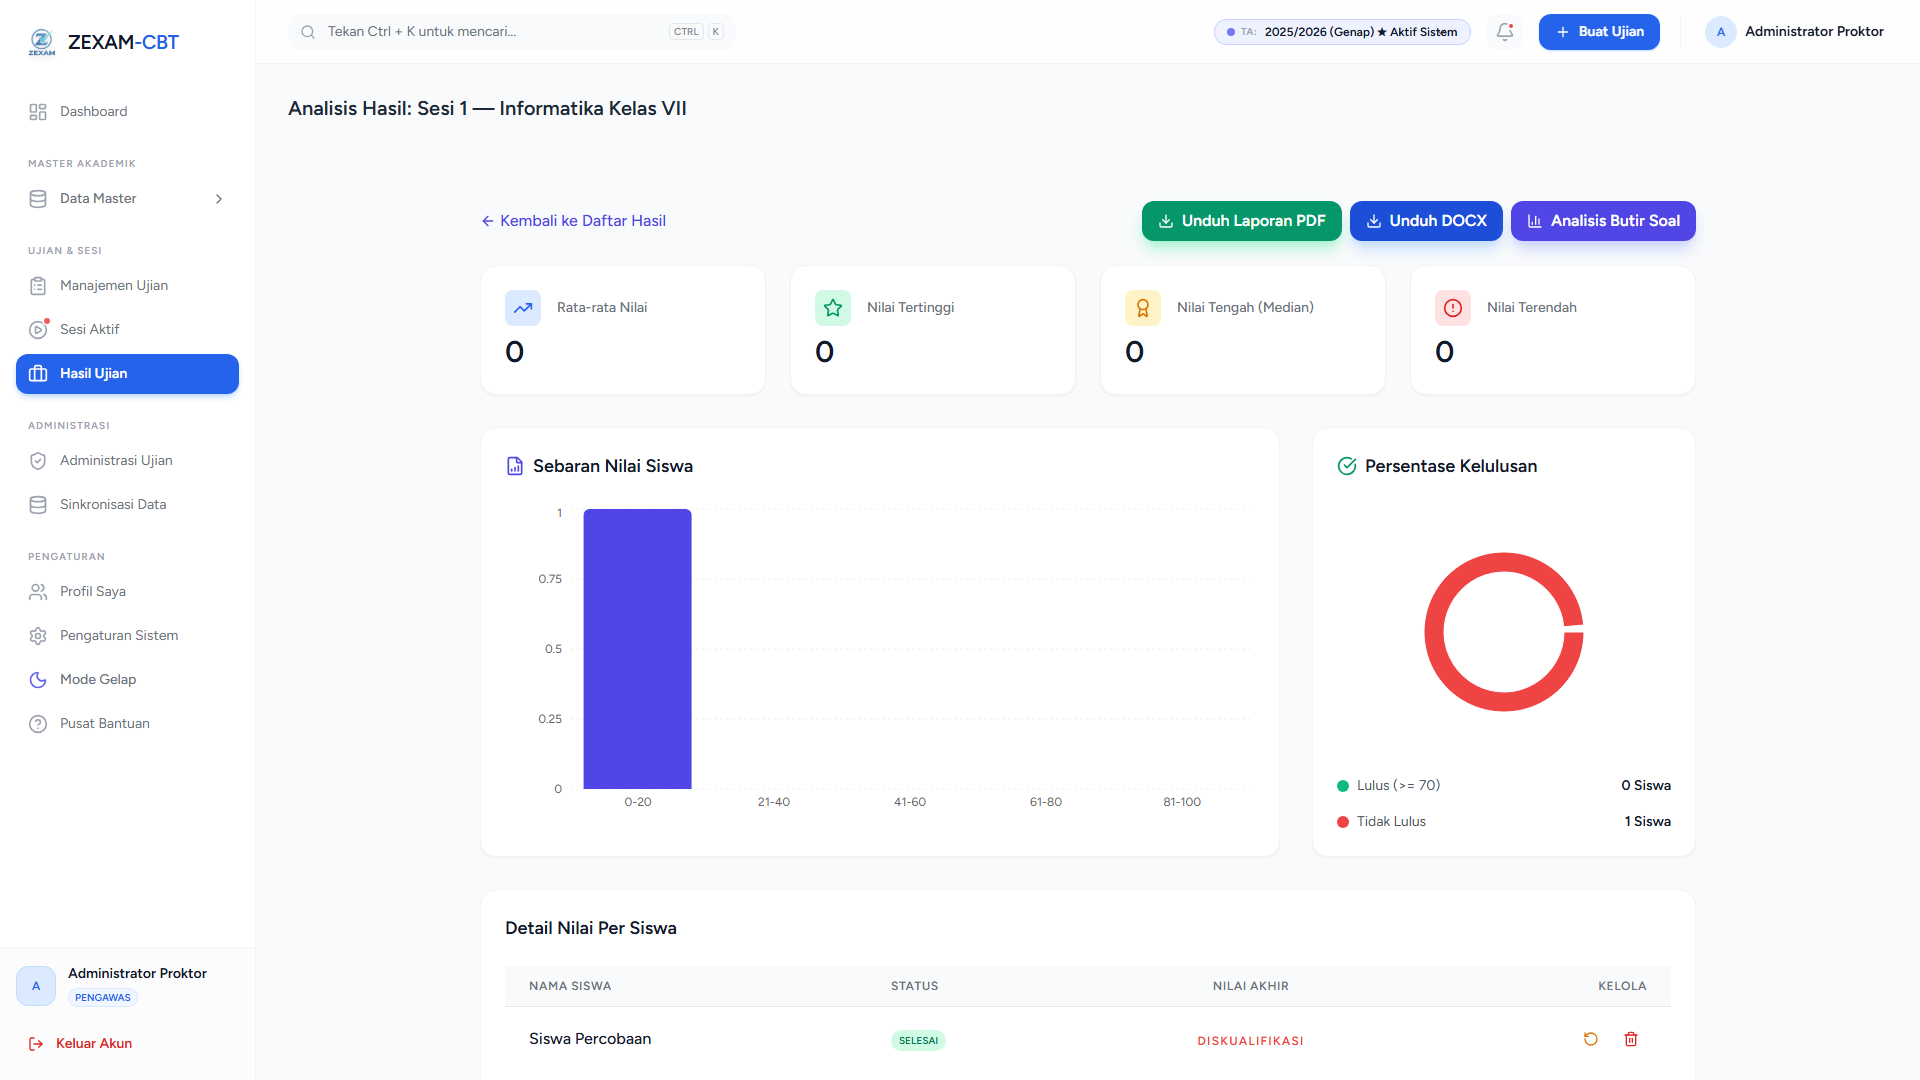 ZEXAM
ZEXAM-CBT
Tekan Ctrl + K untuk mencari...
CTRL K
TA: 2025/2026 (Genap) ★ Aktif Sistem
+ Buat Ujian
A Administrator Proktor
Dashboard
MASTER AKADEMIK
Data Master
UJIAN & SESI
Manajemen Ujian
Sesi Aktif
Hasil Ujian
ADMINISTRASI
Administrasi Ujian
Sinkronisasi Data
PENGATURAN
Profil Saya
Pengaturan Sistem
Mode Gelap
Pusat Bantuan
A
Administrator Proktor
PENGAWAS
Keluar Akun
Analisis Hasil: Sesi 1 — Informatika Kelas VII
← Kembali ke Daftar Hasil
Unduh Laporan PDF
Unduh DOCX
Analisis Butir Soal
Rata-rata Nilai
0
Nilai Tertinggi
0
Nilai Tengah (Median)
0
Nilai Terendah
0
Sebaran Nilai Siswa
1
0.75
0.5
0.25
0
0-20 21-40 41-60 61-80 81-100
Persentase Kelulusan
Lulus (>= 70) 0 Siswa
Tidak Lulus 1 Siswa
Detail Nilai Per Siswa
NAMA SISWA STATUS NILAI AKHIR KELOLA
Siswa Percobaan SELESAI DISKUALIFIKASI